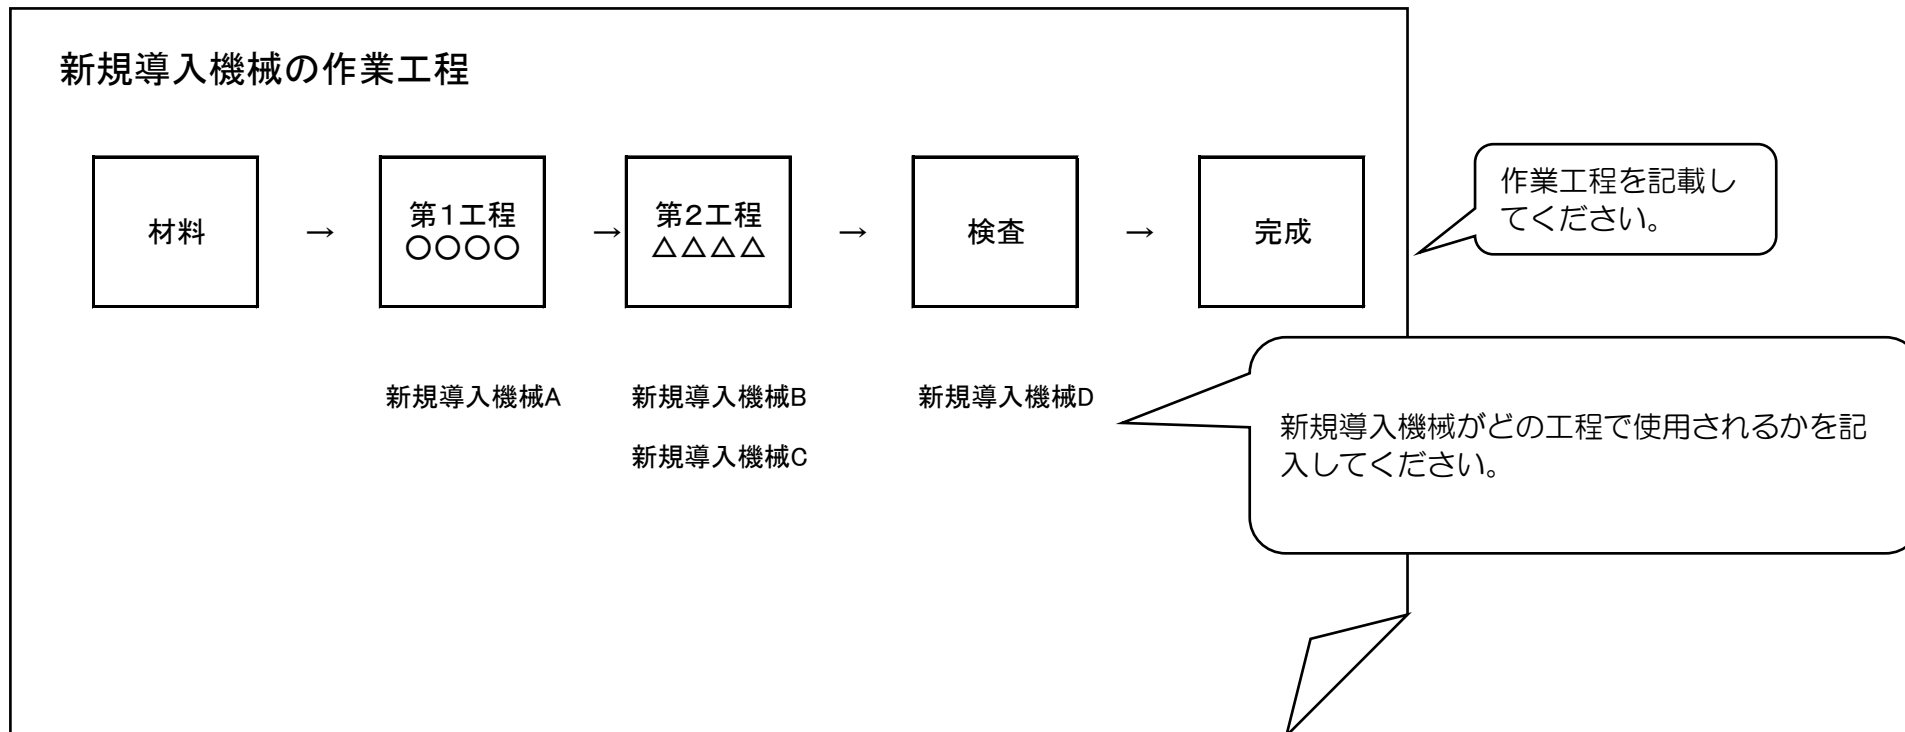 新規導入機械の作業工程
材料
→
第1工程
〇〇〇〇
→
第2工程
△△△△
→
検査
→
完成
作業工程を記載し
てください。
新規導入機械A
新規導入機械B
新規導入機械D
新規導入機械C
新規導入機械がどの工程で使用されるかを記
入してください。